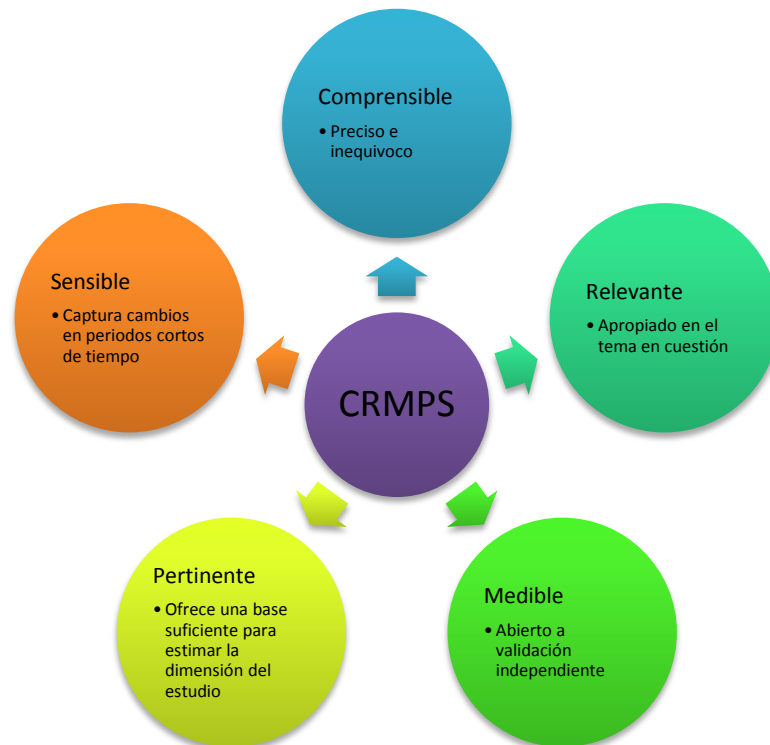 Comprensible
• Preciso e
inequivoco
Sensible
• Captura cambios
en periodos cortos
de tiempo
Relevante
• Apropiado en el
tema en cuestión
CRMPS
Pertinente
• Ofrece una base
suficiente para
estimar la
dimensión del
estudio
Medible
• Abierto a
validación
independiente